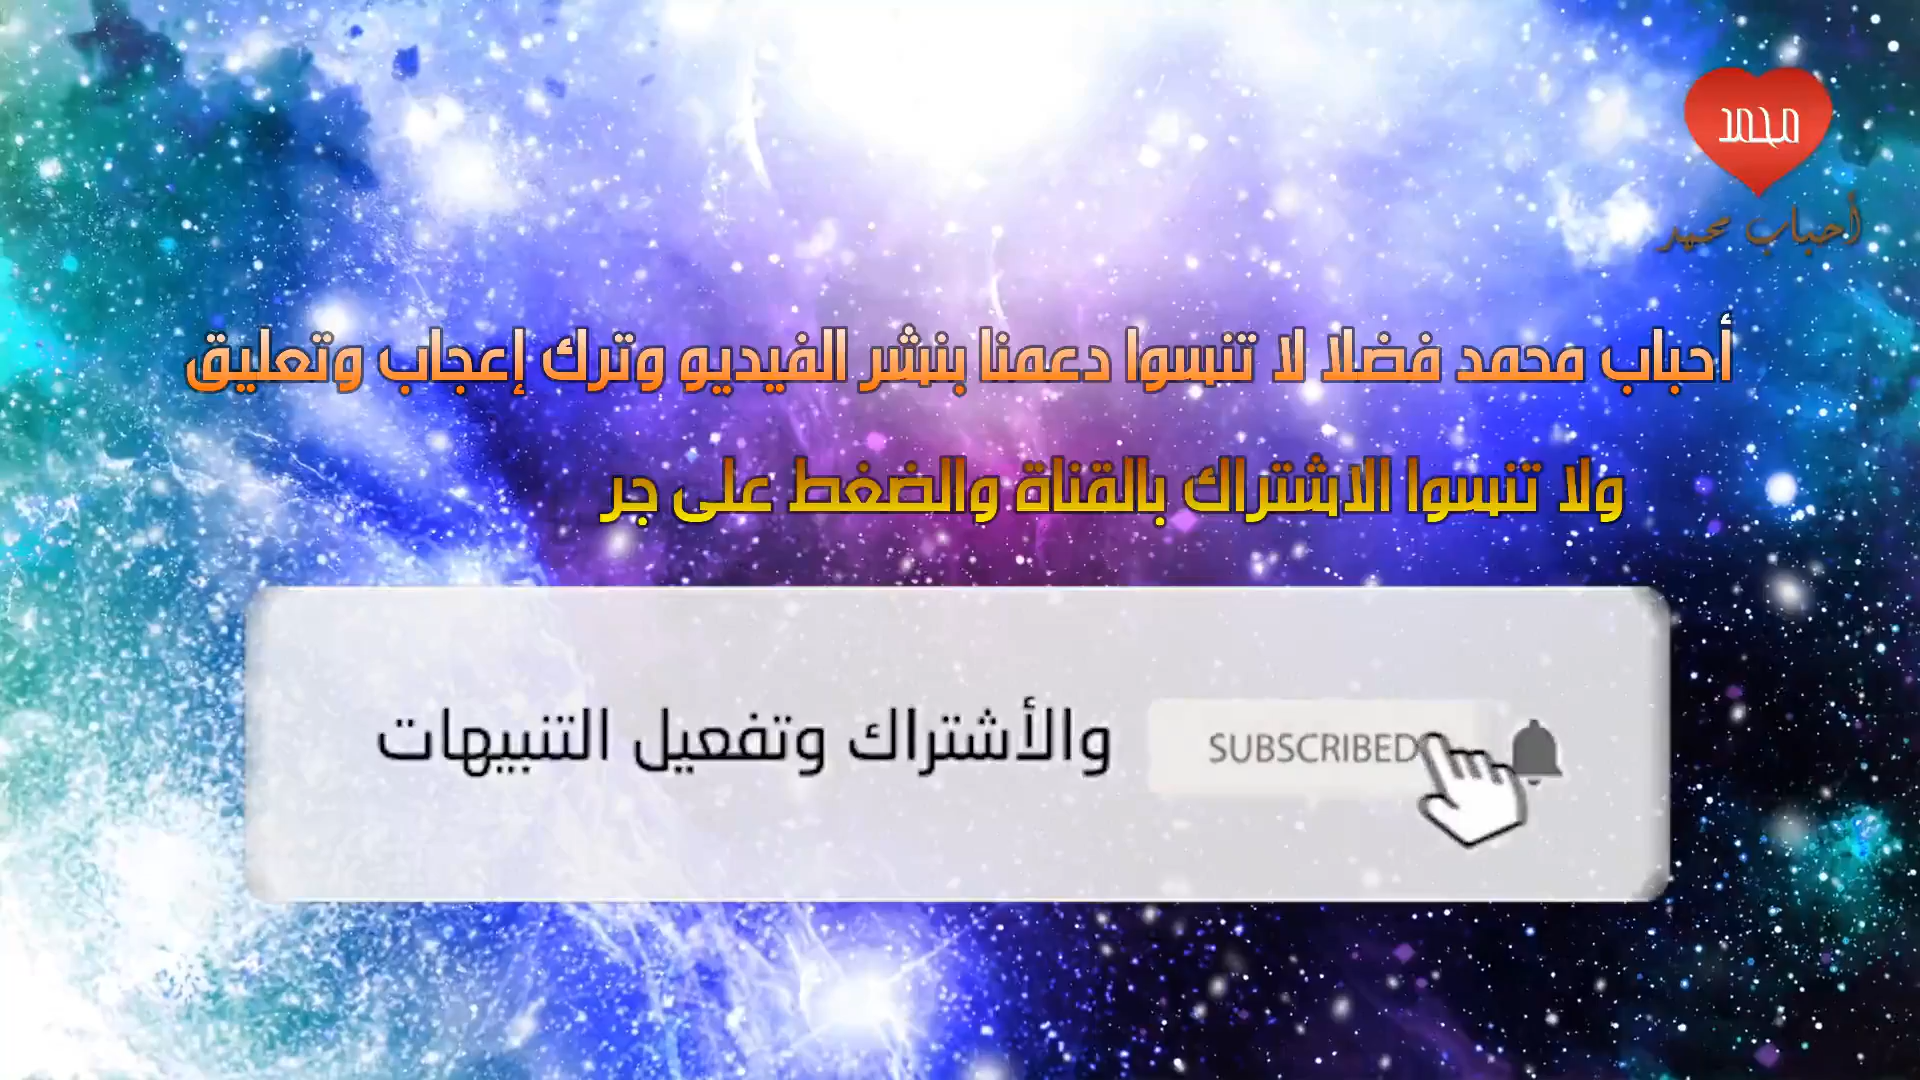 محمد
أحباب محمد
أحباب محمد فضلا لا تنسوا دعمنا بنشر الفيديو وترك إعجاب وتعليق
ولا تنسوا الاشتراك بالقناة والضغط على جر
والأشتراك وتفعيل التنبيهات SUBSCRIBED